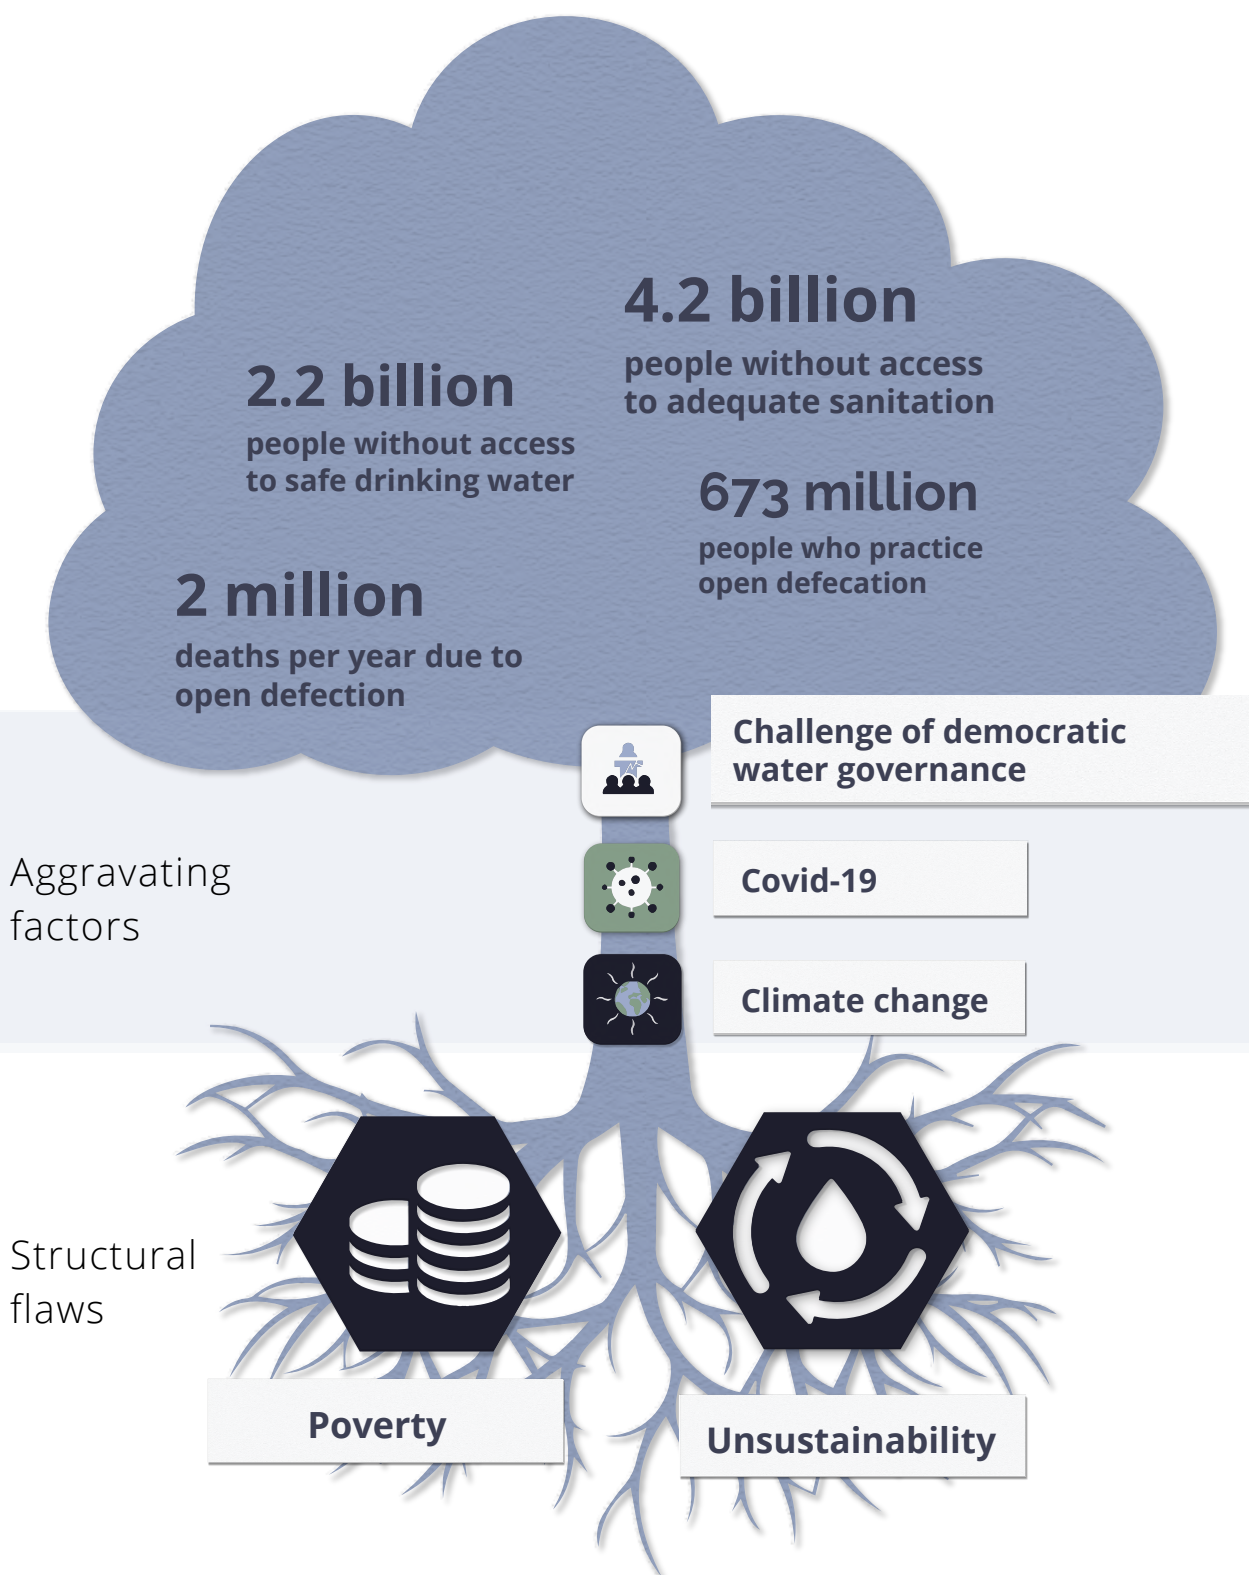 4.2 billion
people without access
to adequate sanitation
2.2 billion
people without access
to safe drinking water
673 million
people who practice
open defecation
2 million
deaths per year due to
open defection
Challenge of democratic
water governance
Aggravating
factors
Covid-19
Climate change
Structural
flaws
Poverty
Unsustainability